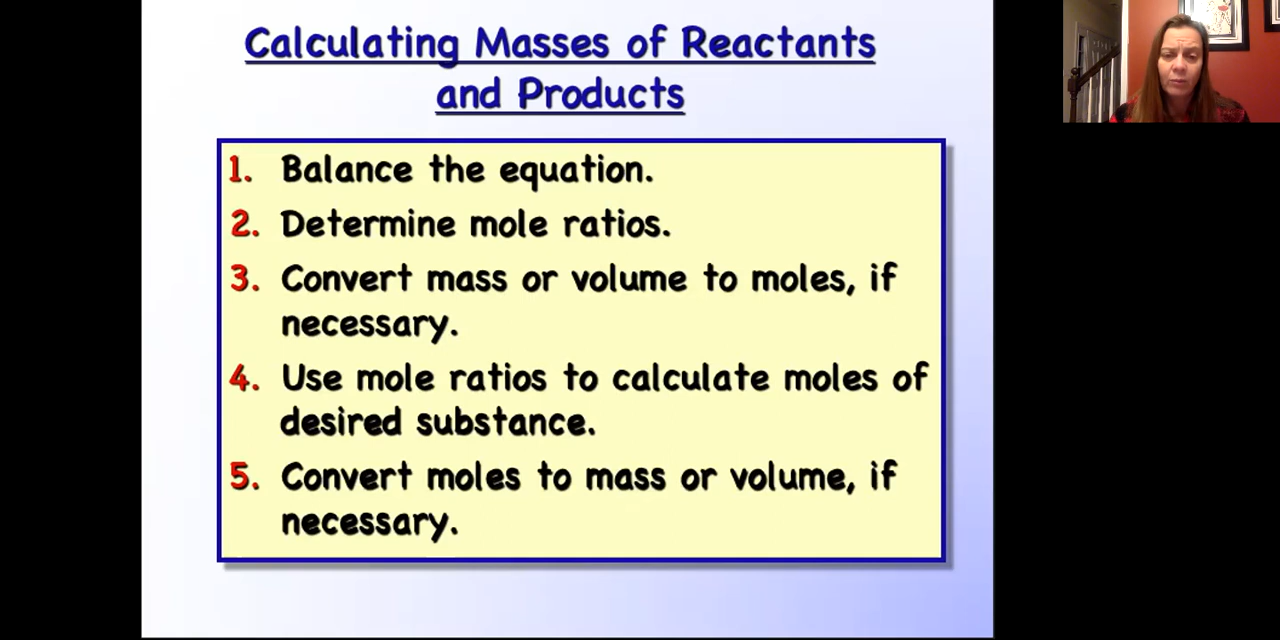 Calculating Masses of Reactants
and Products
1. Balance the equation.
2. Determine mole ratios.
3. Convert mass or volume to moles, if
necessary.
4. Use mole ratios to calculate moles of
desired substance.
5. Convert moles to mass or volume, if
necessary.